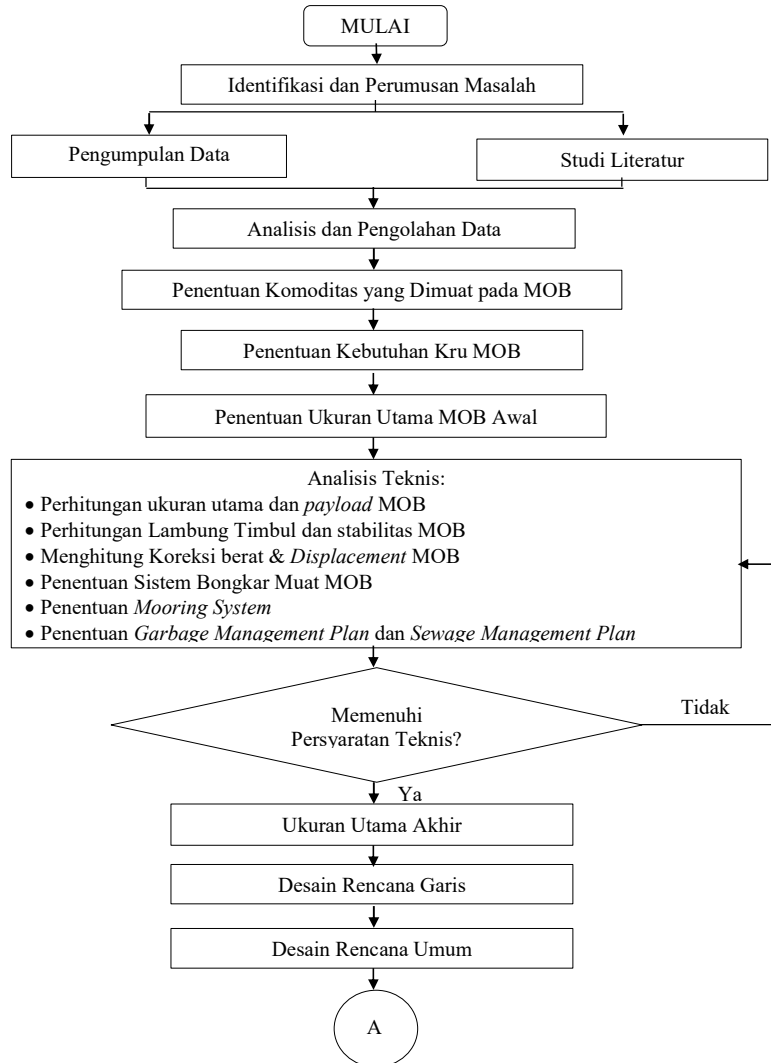 MULAI
Identifikasi dan Perumusan Masalah
Pengumpulan Data
Studi Literatur
Analisis dan Pengolahan Data
Penentuan Komoditas yang Dimuat pada MOB
Penentuan Kebutuhan Kru MOB
Penentuan Ukuran Utama MOB Awal
Analisis Teknis:
• Perhitungan ukuran utama dan payload MOB
• Perhitungan Lambung Timbul dan stabilitas MOB
• Menghitung Koreksi berat & Displacement MOB
• Penentuan Sistem Bongkar Muat MOB
• Penentuan Mooring System
• Penentuan Garbage Management Plan dan Sewage Management Plan
Memenuhi
Persyaratan Teknis?
Tidak
Ya
Ukuran Utama Akhir
Desain Rencana Garis
Desain Rencana Umum
A